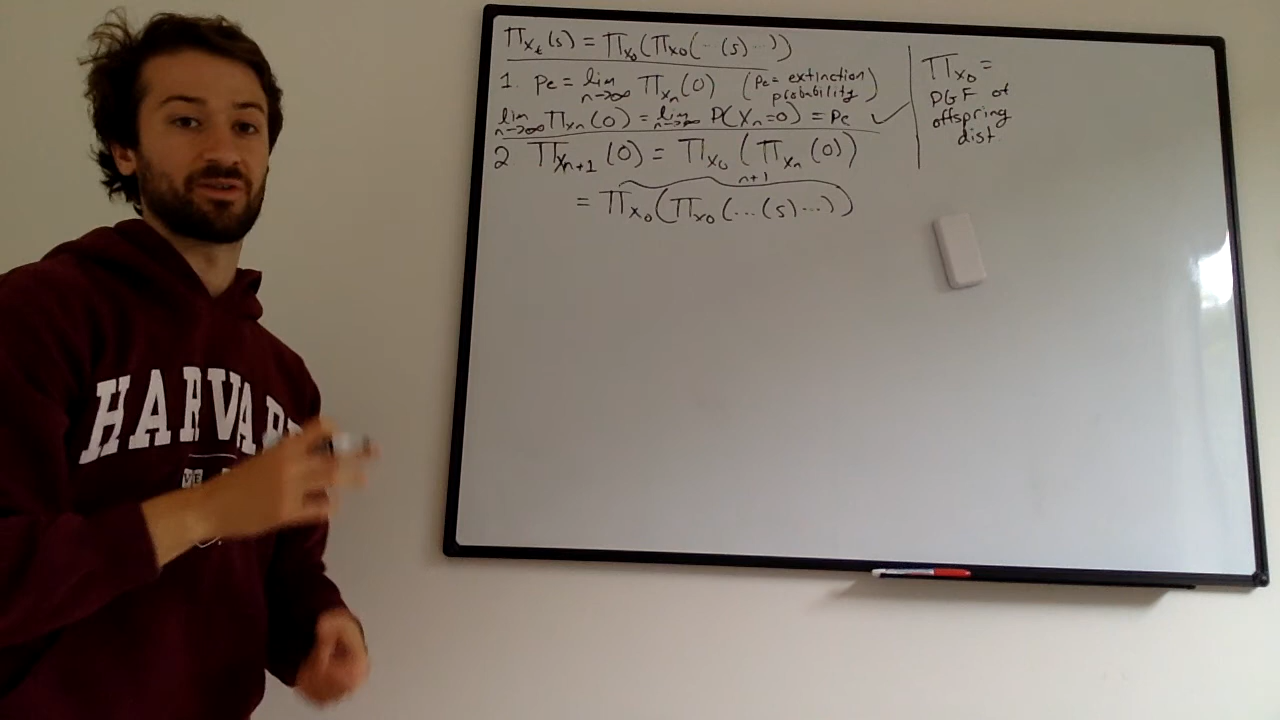 Π_{X_t}(s) = Π_{X_0}(Π_{X_0}(...(s)...))
1. Pe = lim_{n→∞} Π_{X_n}(0) (Pe = extinction probability)
lim_{n→∞} Π_{X_n}(0) = lim_{n→∞} P(X_n=0) = Pe ✓
2 Π_{X_{n+1}}(0) = Π_{X_0}(Π_{X_n}(0))
n+1
= Π_{X_0}(Π_{X_0}(...(s)...))
Π_{X_0} =
PGF of
offspring
dist.
HARVARD